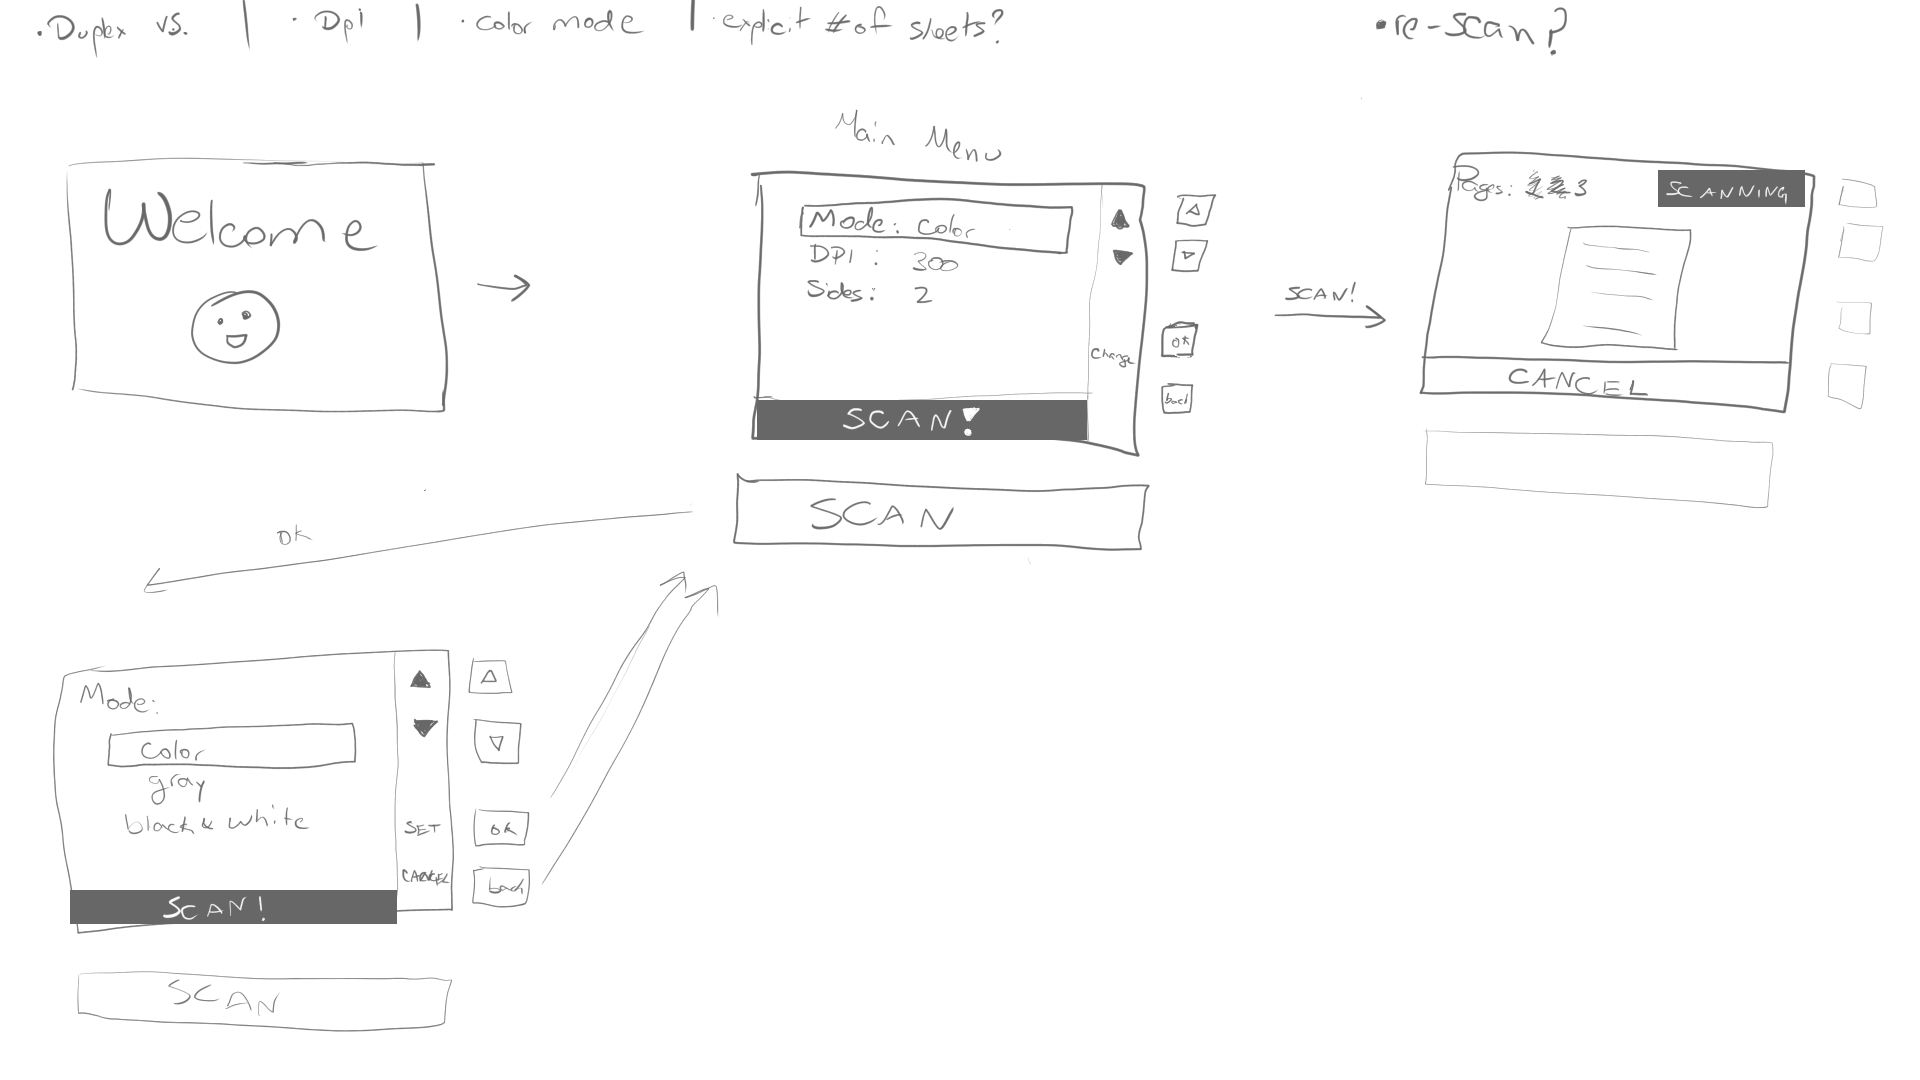 • Duplex vs. | • Dpi | • color mode | • explicit # of sheets?
• re-scan?
Welcome
Main Menu
Mode: Color
DPI : 300
Sides: 2
Change
SCAN!
ok
back
SCAN
SCAN!
Pages: 3
SCANNING
CANCEL
OK
Mode:
Color
gray
black & white
SET
CANCEL
SCAN!
ok
back
SCAN